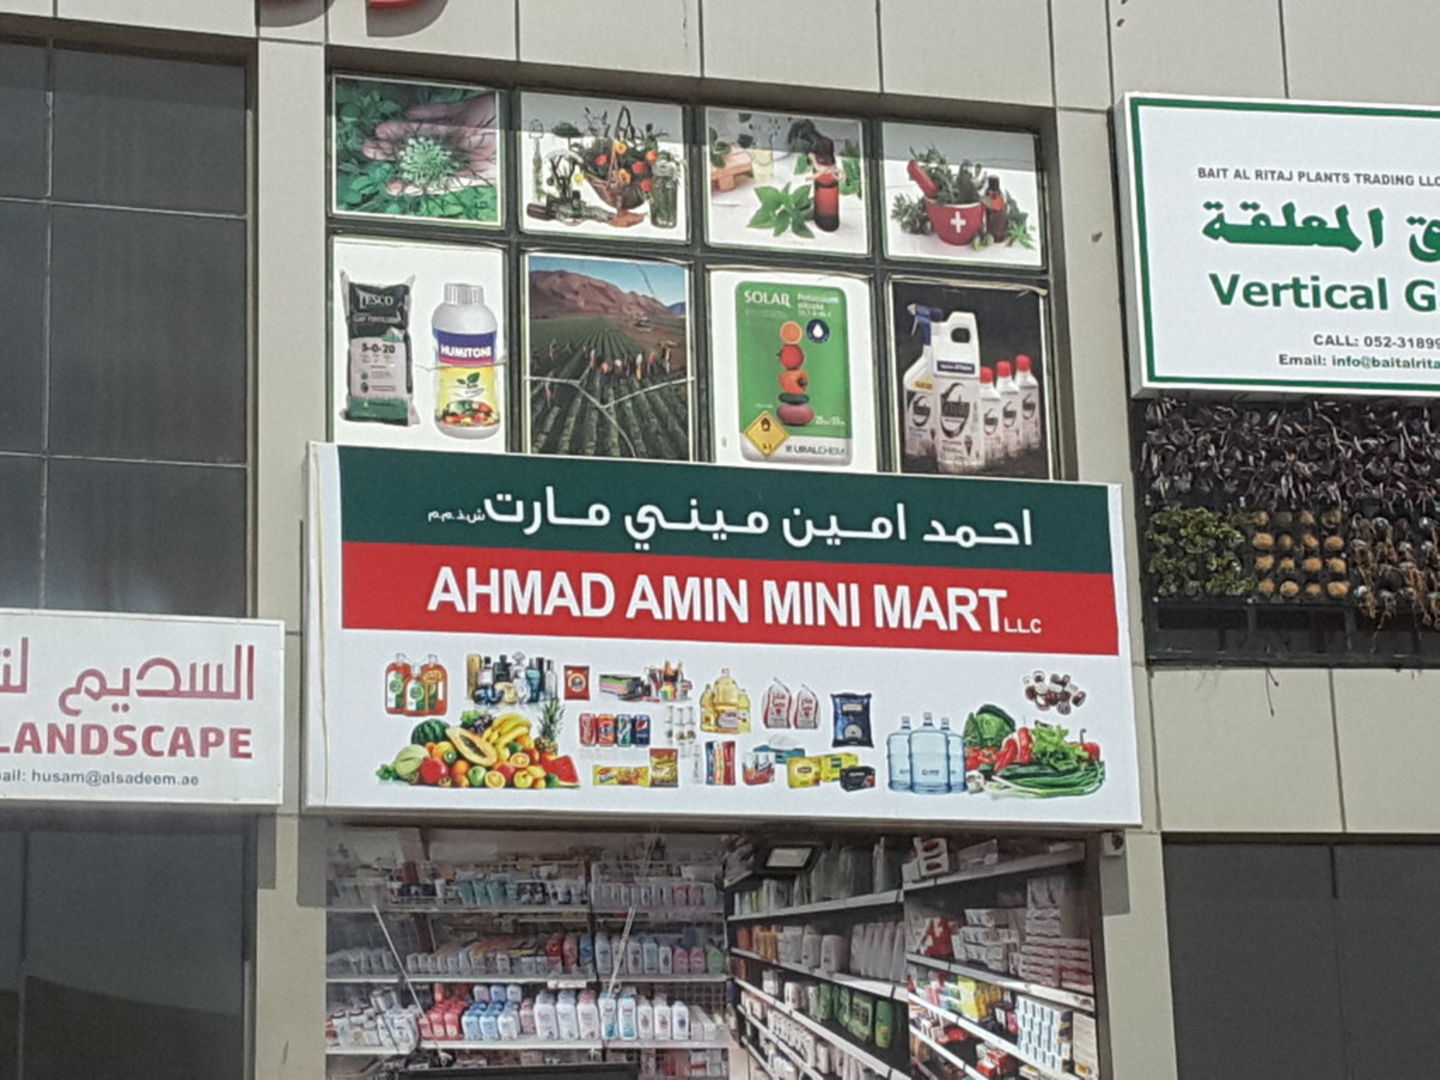 احمد امين ميني مارت ش.ذ.م.م
AHMAD AMIN MINI MART LLC
السديم
LANDSCAPE
husam@alsadeem.ae
BAIT AL RITAJ PLANTS TRADING LLC
المعلقة
Vertical G
CALL: 052-31899
Email: info@baitalrita
TESCO
5-0-20
HUMITONE
SOLAR
Potassium
URALCHEM